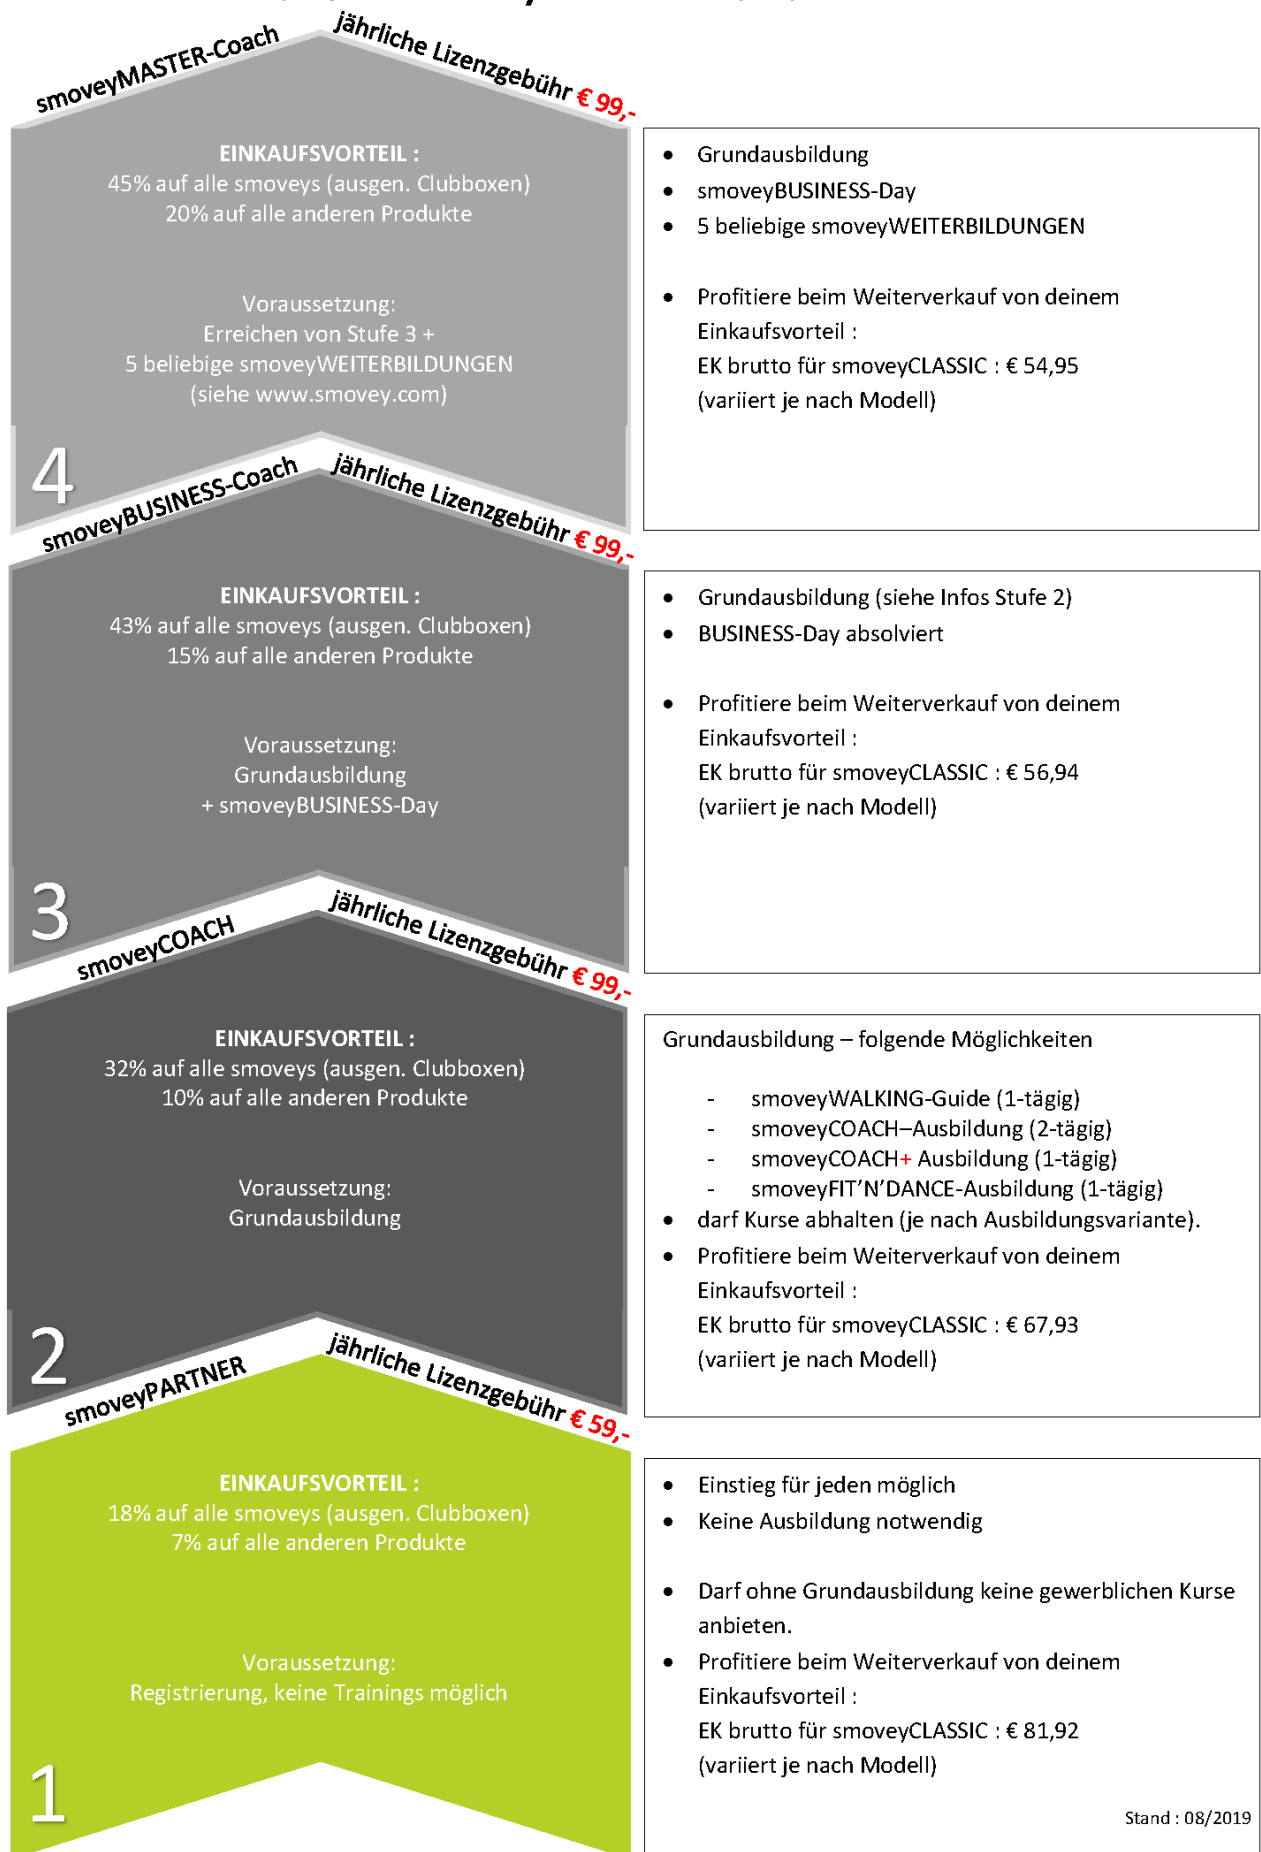 smoveyMASTER-Coach
jährliche Lizenzgebühr € 99,-
EINKAUFSVORTEIL :
45% auf alle smoveys (ausgen. Clubboxen)
20% auf alle anderen Produkte
Voraussetzung:
Erreichen von Stufe 3 +
5 beliebige smoveyWEITERBILDUNGEN
(siehe www.smovey.com)
4
• Grundausbildung
• smoveyBUSINESS-Day
• 5 beliebige smoveyWEITERBILDUNGEN
• Profitiere beim Weiterverkauf von deinem
Einkaufsvorteil :
EK brutto für smoveyCLASSIC : € 54,95
(variiert je nach Modell)
smoveyBUSINESS-Coach
jährliche Lizenzgebühr € 99,-
EINKAUFSVORTEIL :
43% auf alle smoveys (ausgen. Clubboxen)
15% auf alle anderen Produkte
Voraussetzung:
Grundausbildung
+ smoveyBUSINESS-Day
3
• Grundausbildung (siehe Infos Stufe 2)
• BUSINESS-Day absolviert
• Profitiere beim Weiterverkauf von deinem
Einkaufsvorteil :
EK brutto für smoveyCLASSIC : € 56,94
(variiert je nach Modell)
smoveyCOACH
jährliche Lizenzgebühr € 99,-
EINKAUFSVORTEIL :
32% auf alle smoveys (ausgen. Clubboxen)
10% auf alle anderen Produkte
Voraussetzung:
Grundausbildung
2
Grundausbildung – folgende Möglichkeiten
- smoveyWALKING-Guide (1-tägig)
- smoveyCOACH–Ausbildung (2-tägig)
- smoveyCOACH+ Ausbildung (1-tägig)
- smoveyFIT’N’DANCE-Ausbildung (1-tägig)
• darf Kurse abhalten (je nach Ausbildungsvariante).
• Profitiere beim Weiterverkauf von deinem
Einkaufsvorteil :
EK brutto für smoveyCLASSIC : € 67,93
(variiert je nach Modell)
smoveyPARTNER
jährliche Lizenzgebühr € 59,-
EINKAUFSVORTEIL :
18% auf alle smoveys (ausgen. Clubboxen)
7% auf alle anderen Produkte
Voraussetzung:
Registrierung, keine Trainings möglich
1
• Einstieg für jeden möglich
• Keine Ausbildung notwendig
• Darf ohne Grundausbildung keine gewerblichen Kurse
anbieten.
• Profitiere beim Weiterverkauf von deinem
Einkaufsvorteil :
EK brutto für smoveyCLASSIC : € 81,92
(variiert je nach Modell)
Stand : 08/2019